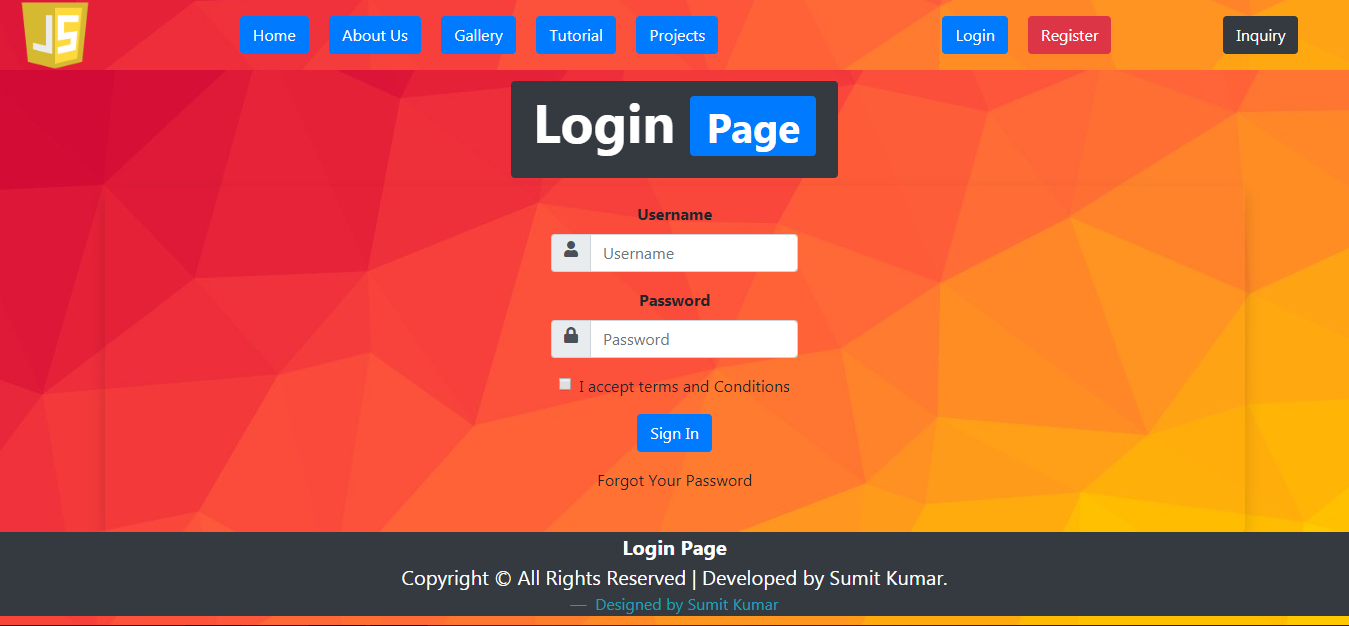 JS
Home About Us Gallery Tutorial Projects Login Register Inquiry
Login Page
Username
Username
Password
Password
I accept terms and Conditions
Sign In
Forgot Your Password
Login Page
Copyright © All Rights Reserved | Developed by Sumit Kumar.
— Designed by Sumit Kumar